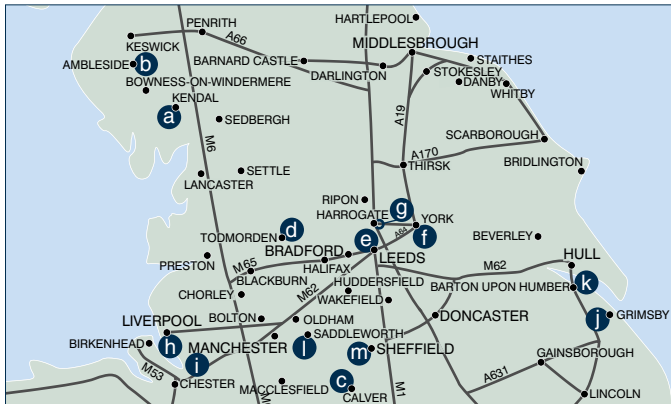 HARTLEPOOL
PENRITH
A66
KESWICK
MIDDLESBROUGH
BARNARD CASTLE
STAITHES
AMBLESIDE b
DARLINGTON
STOKESLEY
DANBY
BOWNESS-ON-WINDERMERE
WHITBY
KENDAL
a
SEDBERGH
A19
M6
SCARBOROUGH
A170
THIRSK
SETTLE
BRIDLINGTON
LANCASTER
RIPON
g
HARROGATE
YORK
d
A64
f
TODMORDEN
e
BEVERLEY
BRADFORD
LEEDS
HULL
PRESTON
M65
HALIFAX
M62
BLACKBURN
HUDDERSFIELD
BARTON UPON HUMBER
k
CHORLEY
M62
WAKEFIELD
LIVERPOOL
BOLTON
OLDHAM
DONCASTER
j
GRIMSBY
SADDLEWORTH
BIRKENHEAD
h
MANCHESTER
l
m
SHEFFIELD
GAINSBOROUGH
i
M53
CHESTER
MACCLESFIELD
c
A631
CALVER
M1
LINCOLN